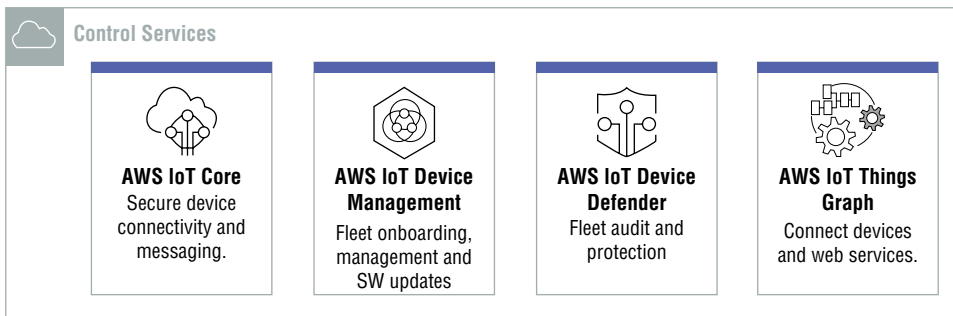 Control Services
AWS IoT Core
Secure device
connectivity and
messaging.
AWS IoT Device
Management
Fleet onboarding,
management and
SW updates
AWS IoT Device
Defender
Fleet audit and
protection
AWS IoT Things
Graph
Connect devices
and web services.